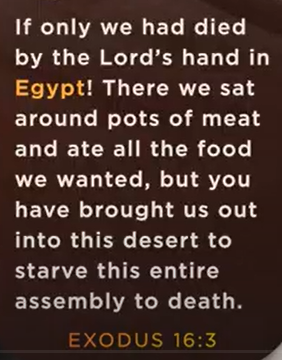 If only we had died
by the Lord's hand in
Egypt! There we sat
around pots of meat
and ate all the food
we wanted, but you
have brought us out
into this desert to
starve this entire
assembly to death.
EXODUS 16:3